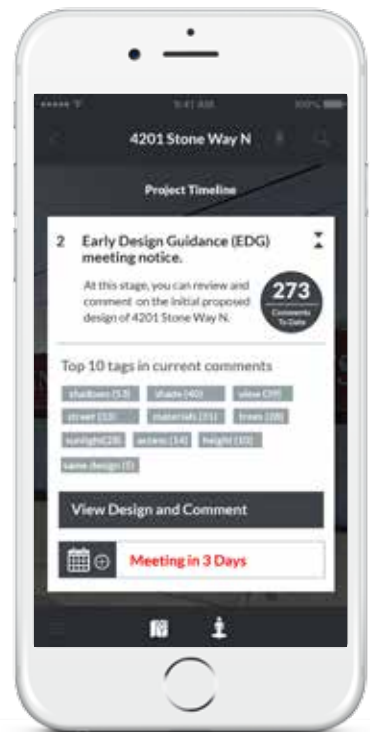 9:41 AM 100%
4201 Stone Way N
Project Timeline
2 Early Design Guidance (EDG)
meeting notice.
At this stage, you can review and
comment on the initial proposed
design of 4201 Stone Way N.
273
Comments
To Date
Top 10 tags in current comments
shadows (53) shade (40) view (39)
street (33) materials (31) trees (28)
sunlight(28) access (14) height (10)
same design (5)
View Design and Comment
Meeting in 3 Days